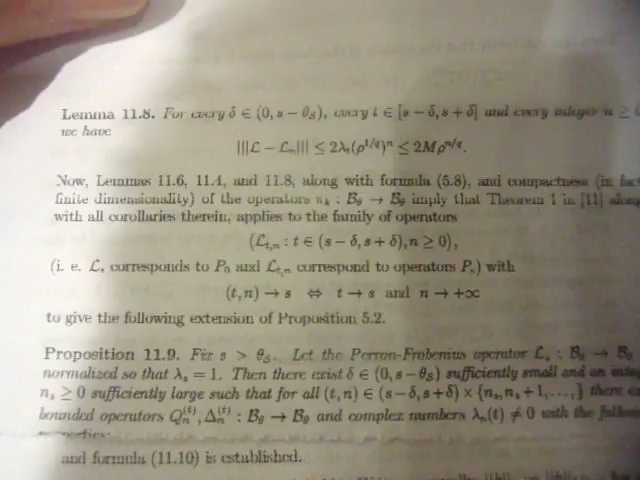 Lemma 11.8. For every δ ∈ (0, s − θ_S), every t ∈ [s − δ, s + δ] and every integer n ≥ 0
we have
|||ℒ − ℒ_n||| ≤ 2λ_t(ρ^{1/q})^n ≤ 2Mρ^{n/q}.
Now, Lemmas 11.6, 11.4, and 11.8, along with formula (5.8), and compactness (in fact
finite dimensionality) of the operators : B_θ → B_θ imply that Theorem 1 in [11] along
with all corollaries therein, applies to the family of operators
(ℒ_{t,n} : t ∈ (s − δ, s + δ), n ≥ 0),
(i. e. ℒ_s corresponds to P_0 and ℒ_{t,n} correspond to operators P_ε) with
(t, n) → s ⇔ t → s and n → +∞
to give the following extension of Proposition 5.2.
Proposition 11.9. Fix s > θ_S. Let the Perron-Frobenius operator ℒ_s : B_θ → B_θ
normalized so that λ_s = 1. Then there exist δ ∈ (0, s − θ_S) sufficiently small and an
n_s ≥ 0 sufficiently large such that for all (t, n) ∈ (s − δ, s + δ) × {n_s, n_s + 1, . . . , } there
bounded operators Q_n^{(t)}, Δ_n^{(t)} : B_θ → B_θ and complex numbers λ_n(t) ≠ 0 with the
and formula (11.10) is established.